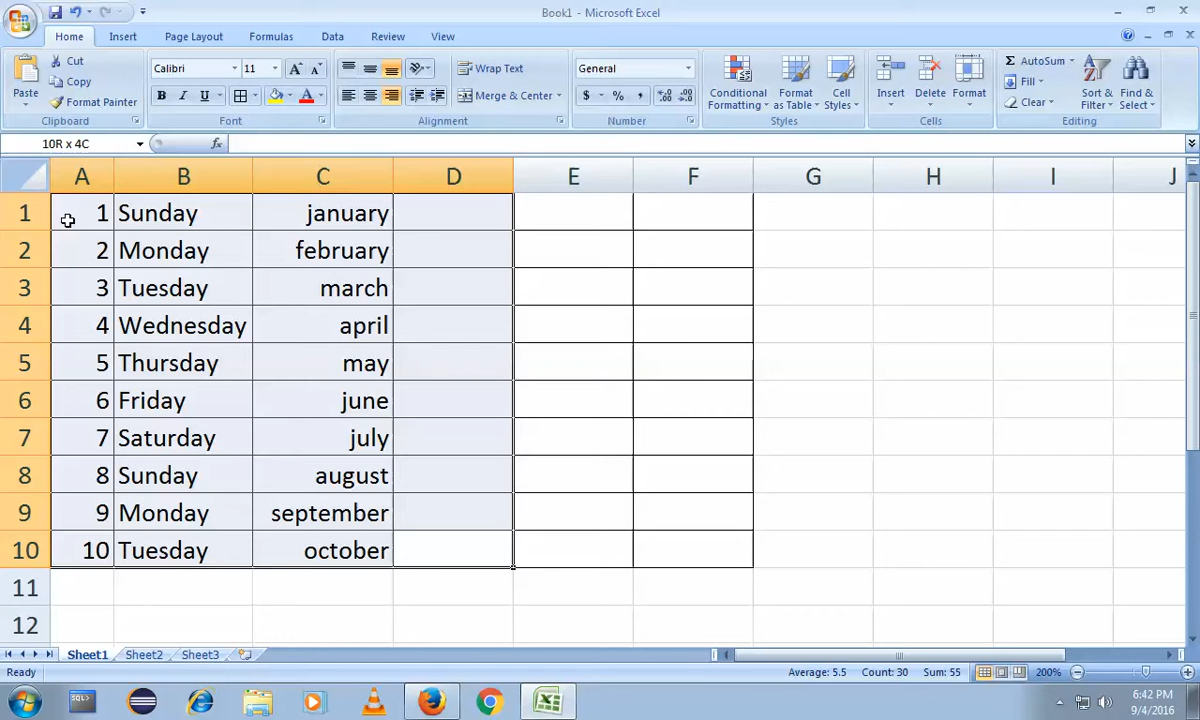 Book1 - Microsoft Excel
Home Insert Page Layout Formulas Data Review View
Paste
Cut
Copy
Format Painter
Clipboard
Calibri 11
B I U
Font
Wrap Text
Merge & Center
Alignment
General
$ % ,
Number
Conditional Formatting
Format as Table
Cell Styles
Styles
Insert Delete Format
Cells
Σ AutoSum
Fill
Clear
Sort & Filter
Find & Select
Editing
10R x 4C fx
A B C D E F G H I J
1 1 Sunday january
2 2 Monday february
3 3 Tuesday march
4 4 Wednesday april
5 5 Thursday may
6 6 Friday june
7 7 Saturday july
8 8 Sunday august
9 9 Monday september
10 10 Tuesday october
11
12
Sheet1 Sheet2 Sheet3
Ready Average: 5.5 Count: 30 Sum: 55 200%
SQL>
6:42 PM
9/4/2016